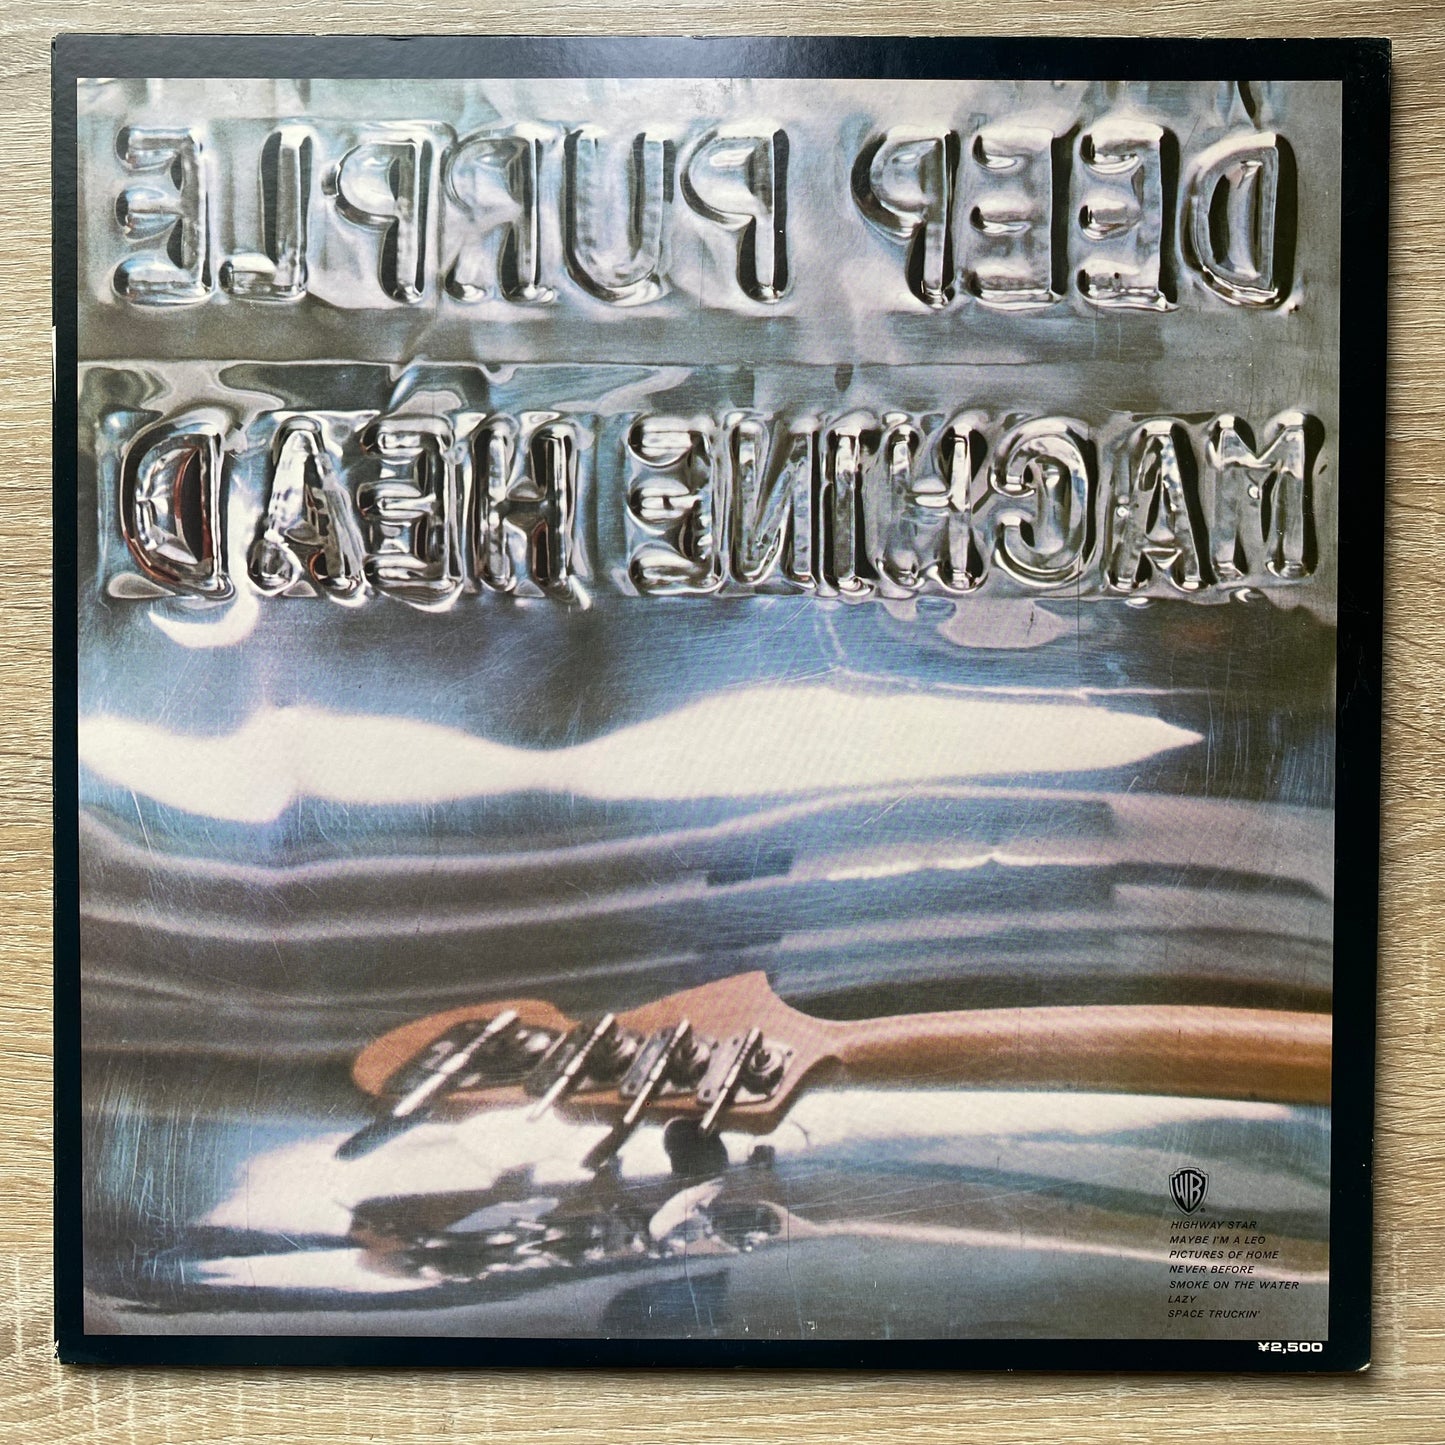 DEEP PURPLE
MACHINE HEAD
WB
®
HIGHWAY STAR
MAYBE I'M A LEO
PICTURES OF HOME
NEVER BEFORE
SMOKE ON THE WATER
LAZY
SPACE TRUCKIN'
¥2,500